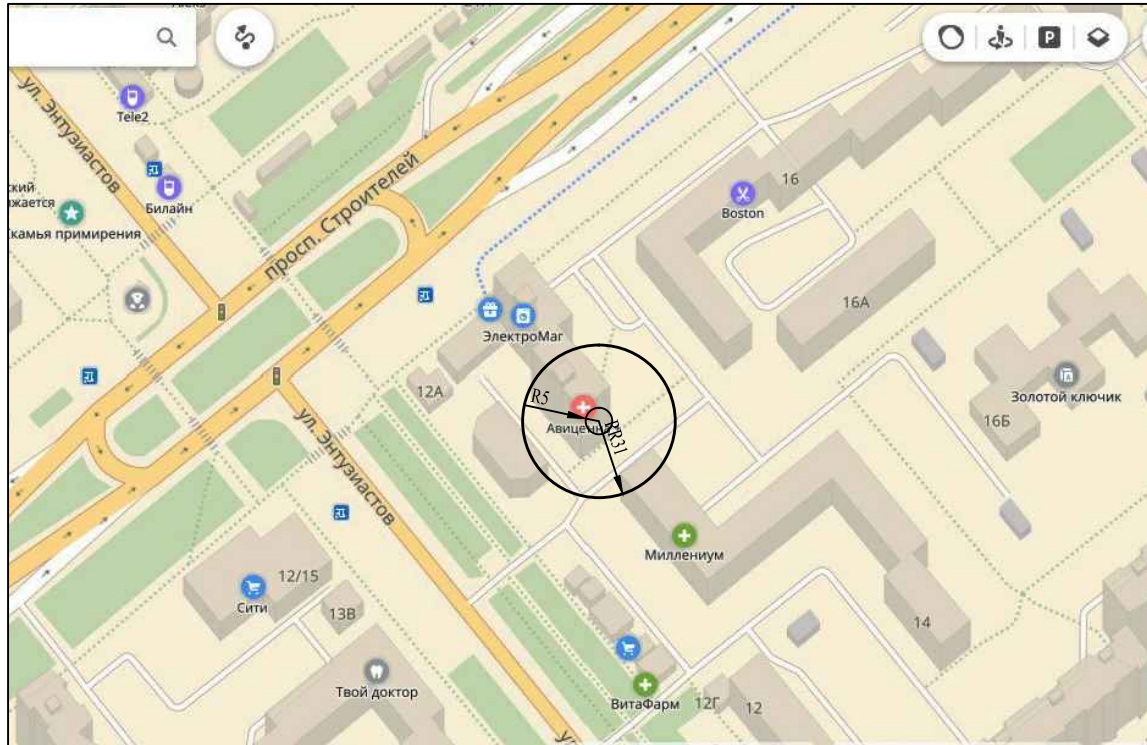 ул. Энтузиастов
Tele2
Билайн
ский
жается
камья примирения
просп. Строителей
P
16
Boston
16А
ЭлектроМаг
12А
Золотой ключик
16Б
R5
Авиценна
R31
ул. Энтузиастов
Миллениум
12/15
Сити
13В
14
Твой доктор
ВитаФарм
12Г
12
ул